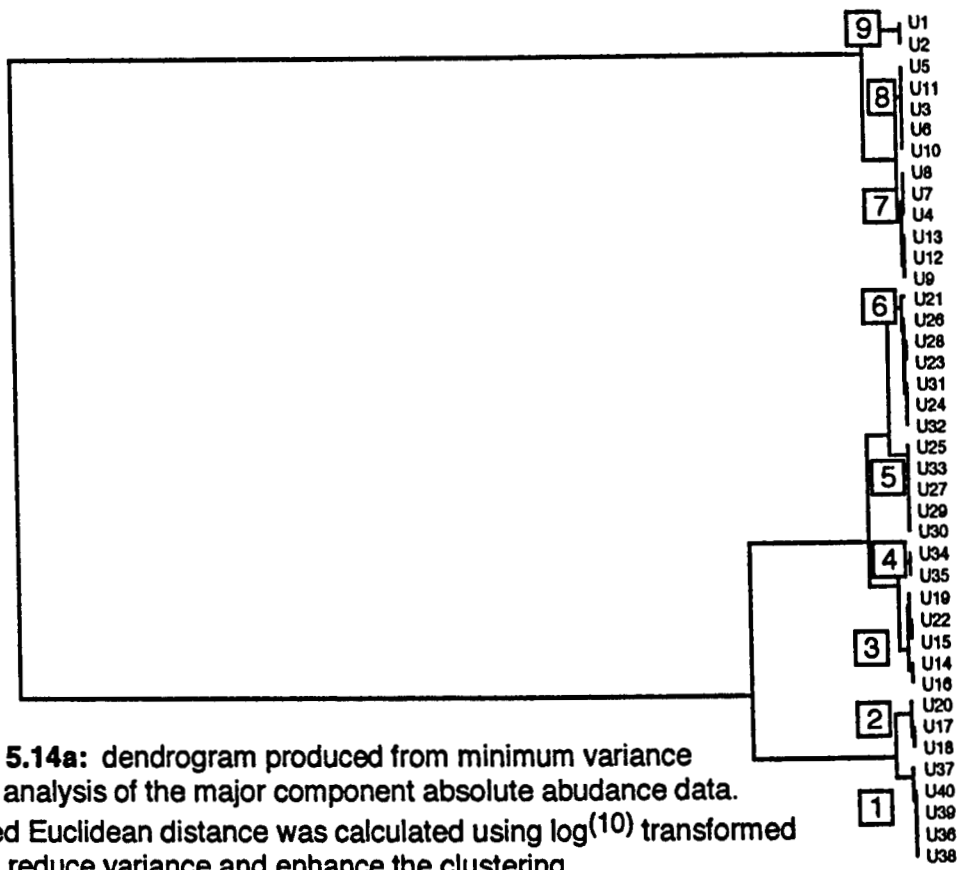 9
U1
U2
U5
8
U11
U3
U6
U10
U8
7
U7
U4
U13
U12
U9
6
U21
U26
U28
U23
U31
U24
U32
U25
5
U33
U27
U29
U30
4
U34
U35
U19
U22
3
U15
U14
U16
2
U20
U17
U18
U37
1
U40
U39
U36
U38
5.14a: dendrogram produced from minimum variance
analysis of the major component absolute abudance data.
ed Euclidean distance was calculated using log(10) transformed
reduce variance and enhance the clustering